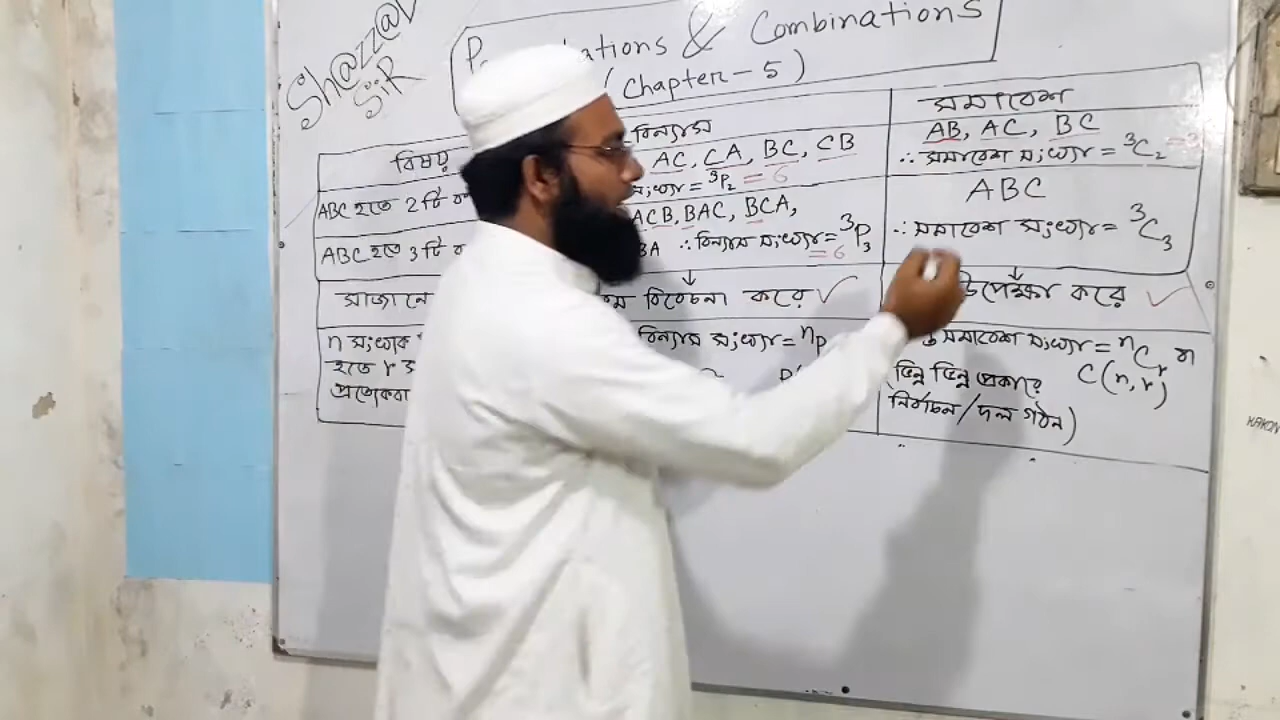 Sh@zz@d
SiR
P tations & Combinations
(Chapter - 5)
বিষয় বিন্যাস সমাবেশ
ABC হতে 2টি AC, CA, BC, CB AB, AC, BC
সংখ্যা = ³P₂ = 6 ∴ সমাবেশ সংখ্যা = ³C₂ = 3
ABC হতে 3টি ACB, BAC, BCA, ABC
BA ∴ বিন্যাস সংখ্যা = ³P₃ = 6 ∴ সমাবেশ সংখ্যা = ³C₃
সাজানো বিবেচনা করে ✓ উপেক্ষা করে ✓
n সংখ্যক বিন্যাস সংখ্যা = ⁿP সমাবেশ সংখ্যা = ⁿCᵣ
হতে r C(n, r)
প্রত্যেকবার (ভিন্ন ভিন্ন প্রকারে
নির্বাচন/দল গঠন)